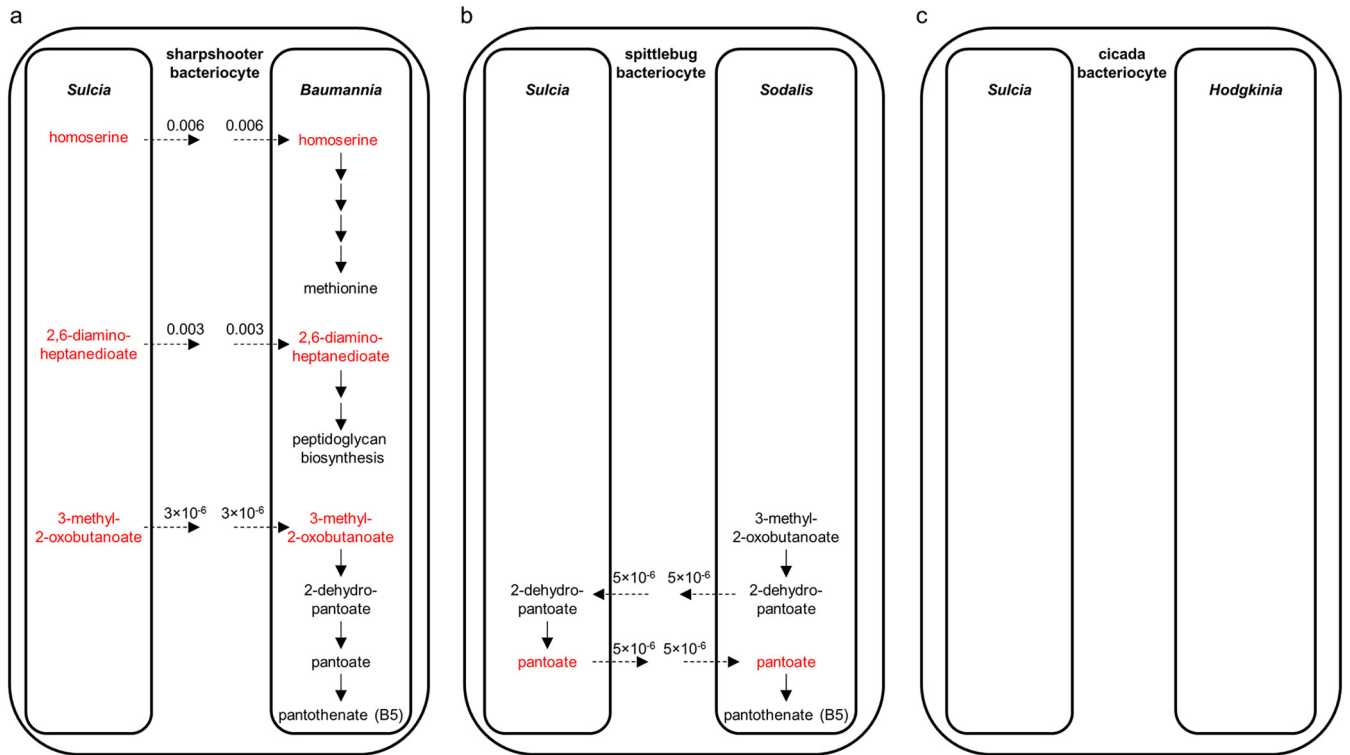 a
sharpshooter
bacteriocyte
Sulcia
Baumannia
homoserine
0.006
0.006
homoserine
methionine
2,6-diamino-
heptanedioate
0.003
0.003
2,6-diamino-
heptanedioate
peptidoglycan
biosynthesis
3-methyl-
2-oxobutanoate
3×10⁻⁶
3×10⁻⁶
3-methyl-
2-oxobutanoate
2-dehydro-
pantoate
pantoate
pantothenate (B5)
b
spittlebug
bacteriocyte
Sulcia
Sodalis
3-methyl-
2-oxobutanoate
2-dehydro-
pantoate
5×10⁻⁶
5×10⁻⁶
2-dehydro-
pantoate
pantoate
5×10⁻⁶
5×10⁻⁶
pantoate
pantothenate (B5)
c
cicada
bacteriocyte
Sulcia
Hodgkinia